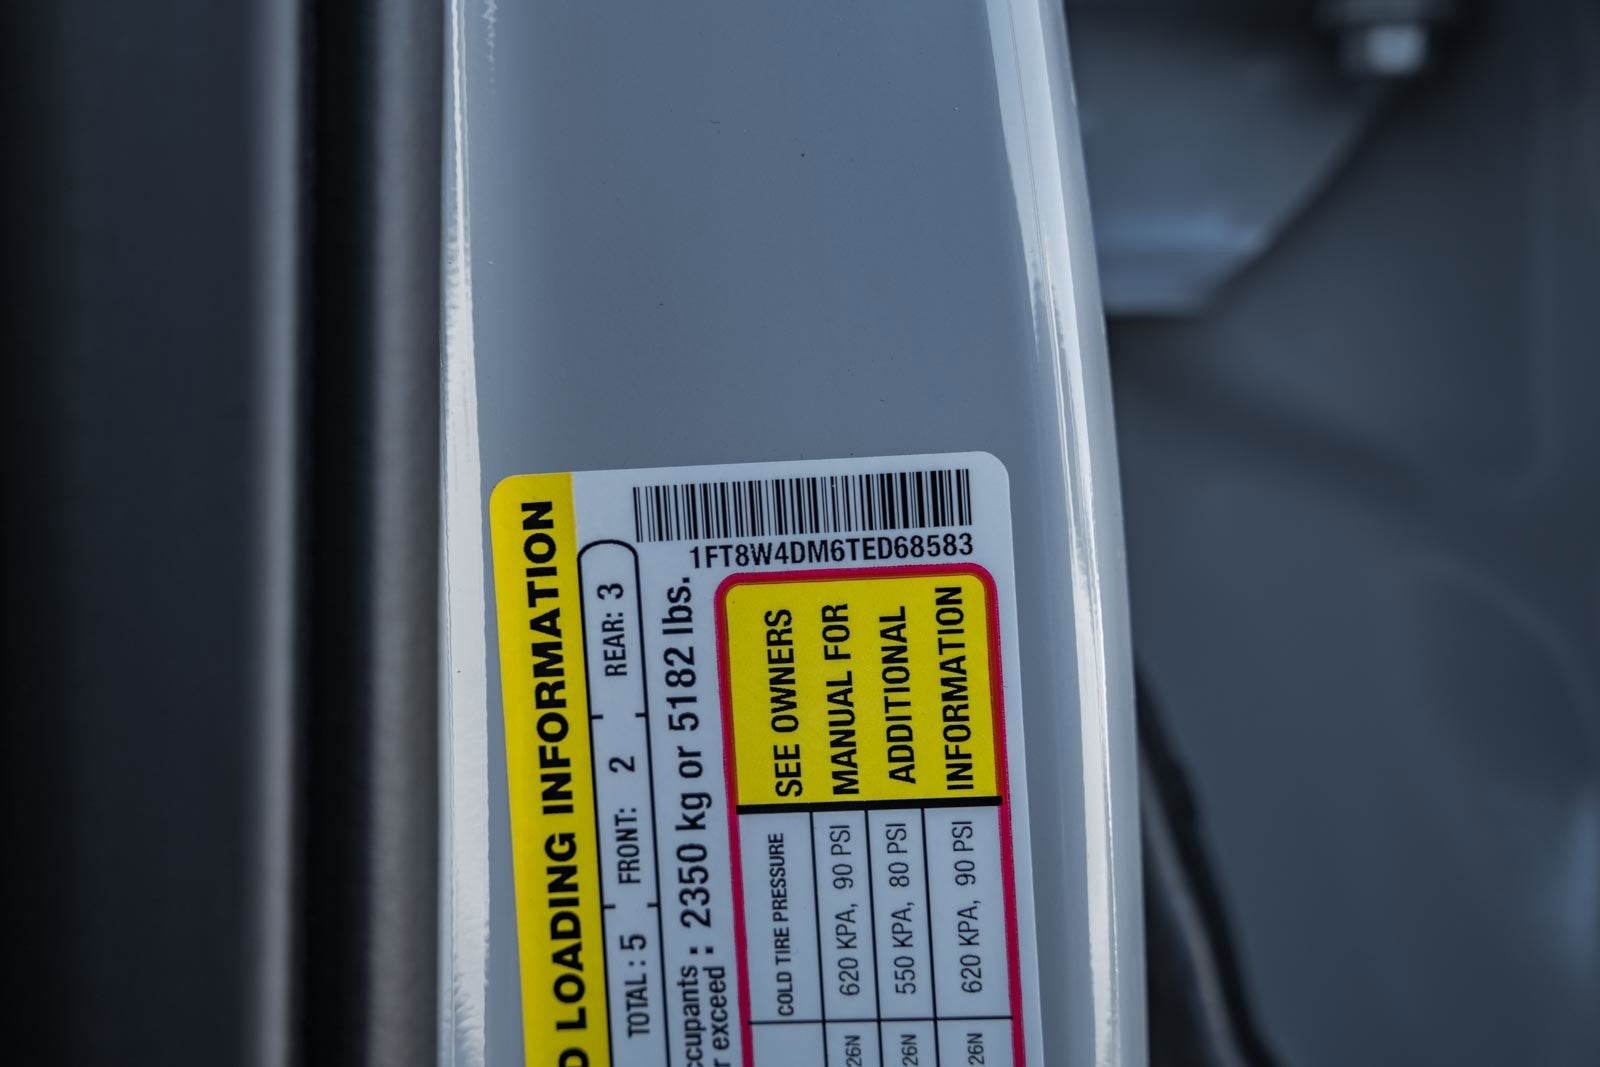 1FT8W4DM6TED68583
LOADING INFORMATION
TOTAL : 5 FRONT: 2 REAR: 3
: 2350 kg or 5182 lbs.
exceed :
COLD TIRE PRESSURE
26N 620 KPA, 90 PSI
26N 550 KPA, 80 PSI
26N 620 KPA, 90 PSI
SEE OWNERS
MANUAL FOR
ADDITIONAL
INFORMATION